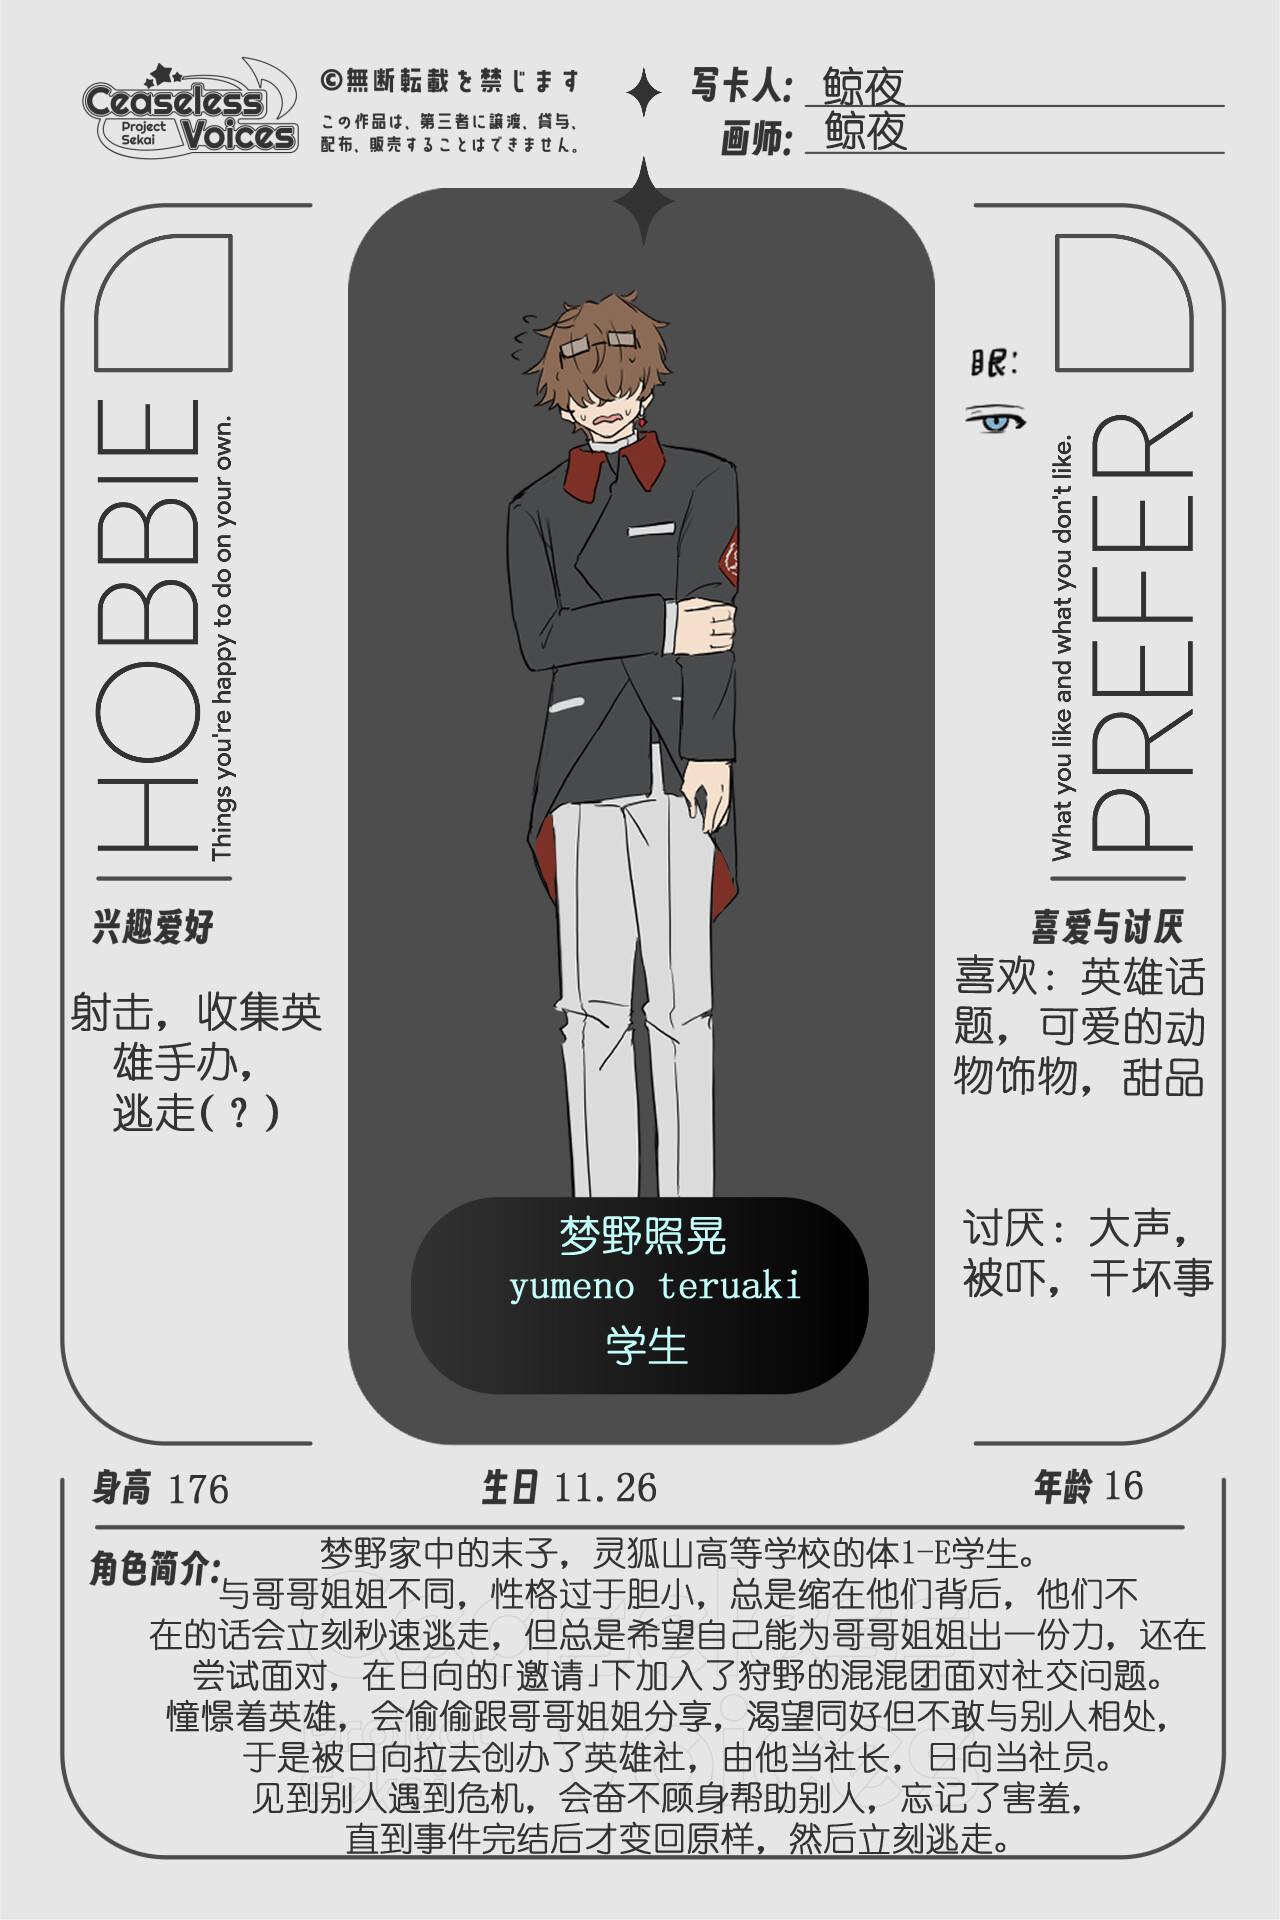 Ceaseless
Project
Sekai
Voices
©無断転載を禁じます
この作品は、第三者に譲渡、貸与、
配布、販売することはできません。
写卡人：鲸夜
画师：鲸夜
HOBBIE
Things you're happy to do on your own.
兴趣爱好
射击，收集英
雄手办，
逃走(？)
眼：
PREFER
What you like and what you don't like.
喜爱与讨厌
喜欢：英雄话
题，可爱的动
物饰物，甜品
讨厌：大声，
被吓，干坏事
梦野照晃
yumeno teruaki
学生
身高 176
生日 11.26
年龄 16
角色简介:
梦野家中的末子，灵狐山高等学校的体1-E学生。
与哥哥姐姐不同，性格过于胆小，总是缩在他们背后，他们不
在的话会立刻秒速逃走，但总是希望自己能为哥哥姐姐出一份力，还在
尝试面对，在日向的「邀请」下加入了狩野的混混团面对社交问题。
憧憬着英雄，会偷偷跟哥哥姐姐分享，渴望同好但不敢与别人相处，
于是被日向拉去创办了英雄社，由他当社长，日向当社员。
见到别人遇到危机，会奋不顾身帮助别人，忘记了害羞，
直到事件完结后才变回原样，然后立刻逃走。
Ceaseless
Project
Sekai
Voices